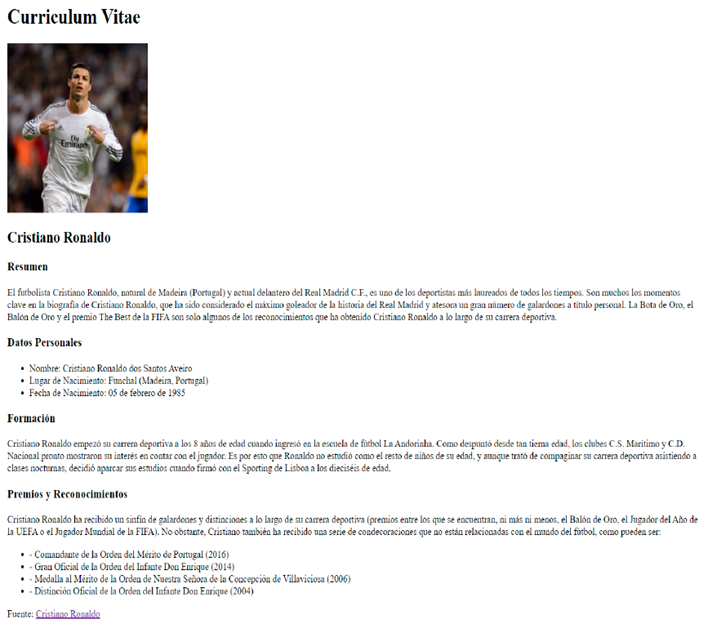 Curriculum Vitae
Fly
Emirates
Cristiano Ronaldo
Resumen
El futbolista Cristiano Ronaldo, natural de Madeira (Portugal) y actual delantero del Real Madrid C.F., es uno de los deportistas más laureados de todos los tiempos. Son muchos los momentos
clave en la biografía de Cristiano Ronaldo, que ha sido considerado el máximo goleador de la historia del Real Madrid y atesora un gran número de galardones a título personal. La Bota de Oro, el
Balón de Oro y el premio The Best de la FIFA son solo algunos de los reconocimientos que ha obtenido Cristiano Ronaldo a lo largo de su carrera deportiva.
Datos Personales
• Nombre: Cristiano Ronaldo dos Santos Aveiro
• Lugar de Nacimiento: Funchal (Madeira, Portugal)
• Fecha de Nacimiento: 05 de febrero de 1985
Formación
Cristiano Ronaldo empezó su carrera deportiva a los 8 años de edad cuando ingresó en la escuela de fútbol La Andorinha. Como despuntó desde tan tierna edad, los clubes C.S. Marítimo y C.D.
Nacional pronto mostraron su interés en contar con el jugador. Es por esto que Ronaldo no estudió como el resto de niños de su edad, y aunque trató de compaginar su carrera deportiva asistiendo a
clases nocturnas, decidió aparcar sus estudios cuando firmó con el Sporting de Lisboa a los dieciséis de edad.
Premios y Reconocimientos
Cristiano Ronaldo ha recibido un sinfín de galardones y distinciones a lo largo de su carrera deportiva (premios entre los que se encuentran, ni más ni menos, el Balón de Oro, el Jugador del Año de
la UEFA o el Jugador Mundial de la FIFA). No obstante, Cristiano también ha recibido una serie de condecoraciones que no están relacionadas con el mundo del fútbol, como pueden ser:
• - Comandante de la Orden del Mérito de Portugal (2016)
• - Gran Oficial de la Orden del Infante Don Enrique (2014)
• - Medalla al Mérito de la Orden de Nuestra Señora de la Concepción de Villaviciosa (2006)
• - Distinción Oficial de la Orden del Infante Don Enrique (2004)
Fuente: Cristiano Ronaldo